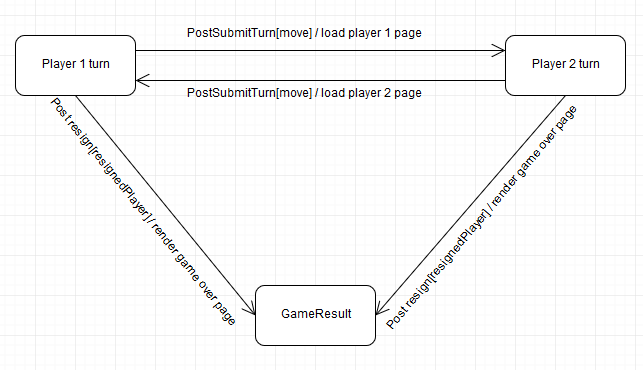 PostSubmitTurn[move] / load player 1 page
Player 1 turn
Player 2 turn
PostSubmitTurn[move] / load player 2 page
Post resign[resignedPlayer] / render game over page
Post resign[resignedPlayer] / render game over page
GameResult